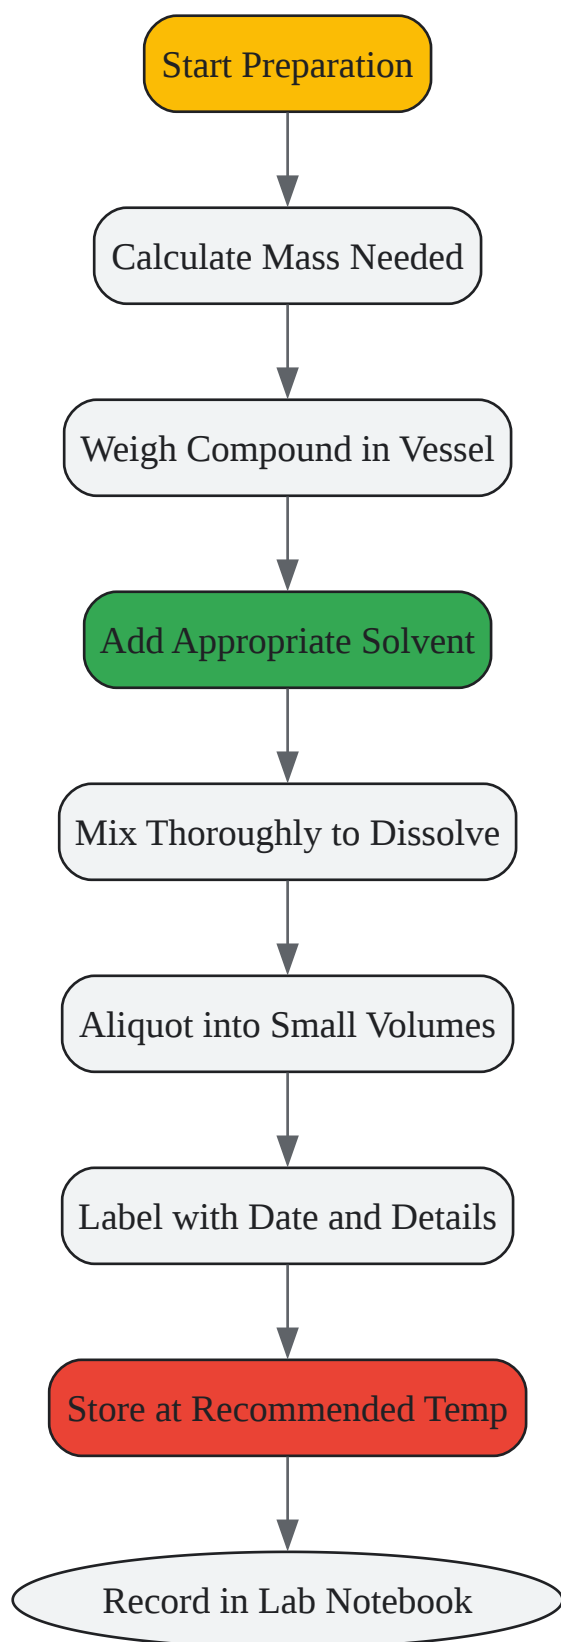 Start Preparation
Calculate Mass Needed
Weigh Compound in Vessel
Add Appropriate Solvent
Mix Thoroughly to Dissolve
Aliquot into Small Volumes
Label with Date and Details
Store at Recommended Temp
Record in Lab Notebook